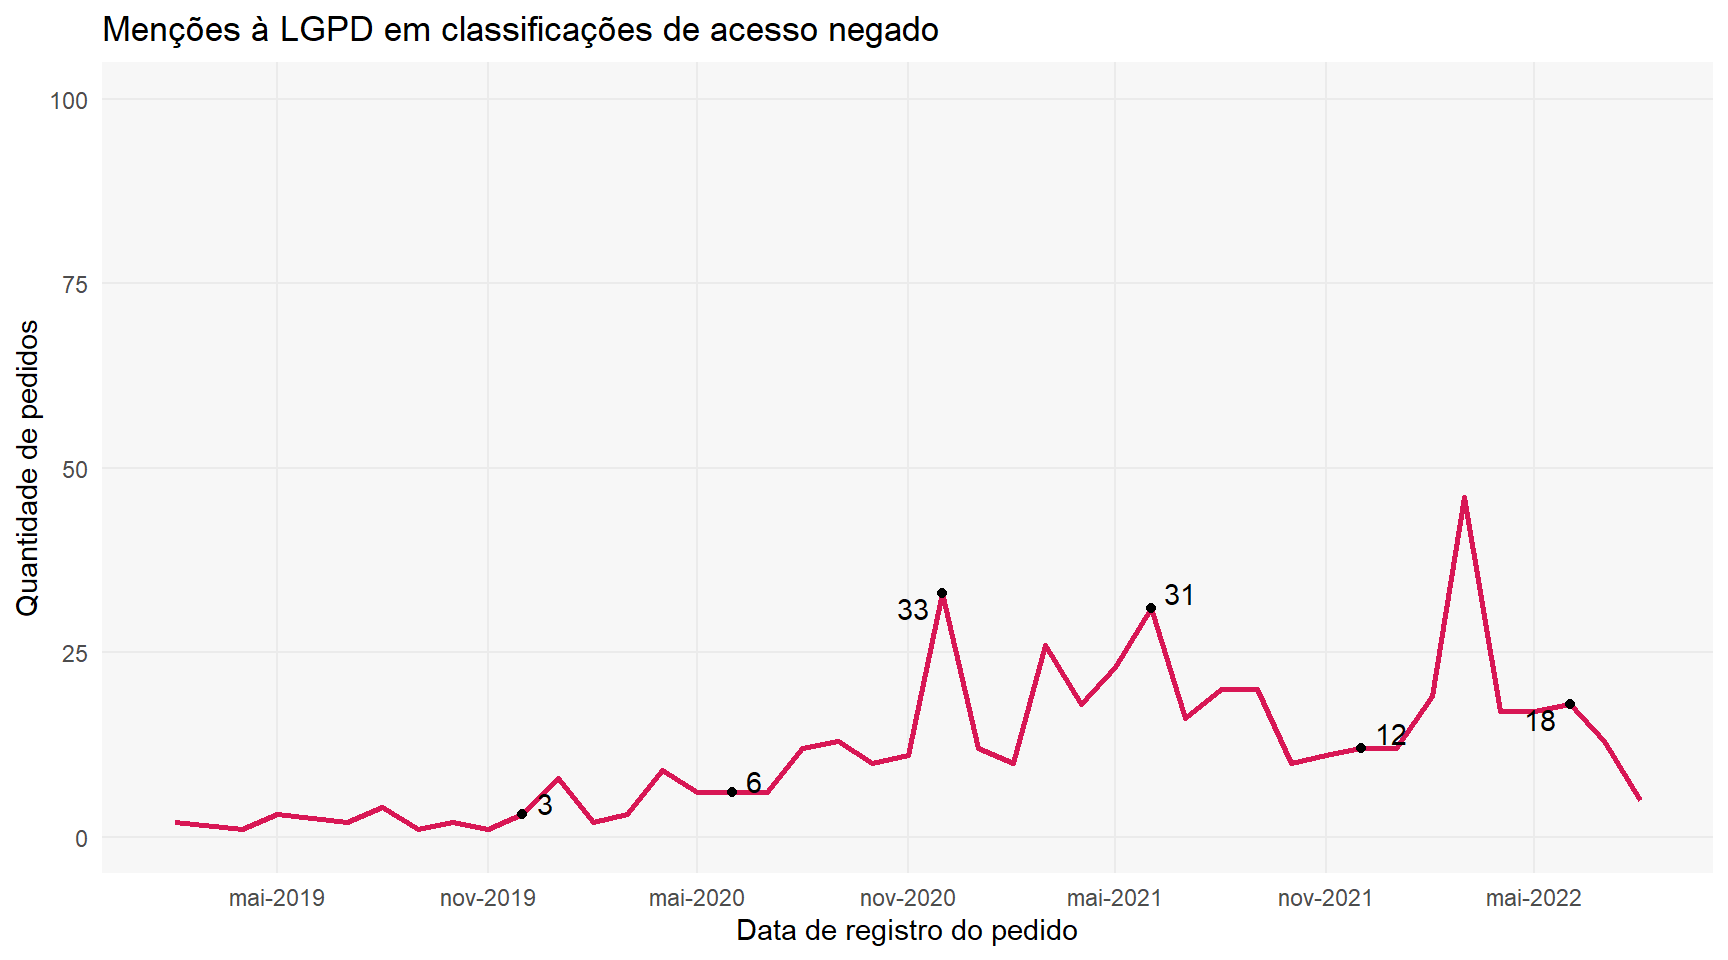 Menções à LGPD em classificações de acesso negado
100
75
50
25
0
Quantidade de pedidos
3
6
33
31
12
18
mai-2019
nov-2019
mai-2020
nov-2020
mai-2021
nov-2021
mai-2022
Data de registro do pedido